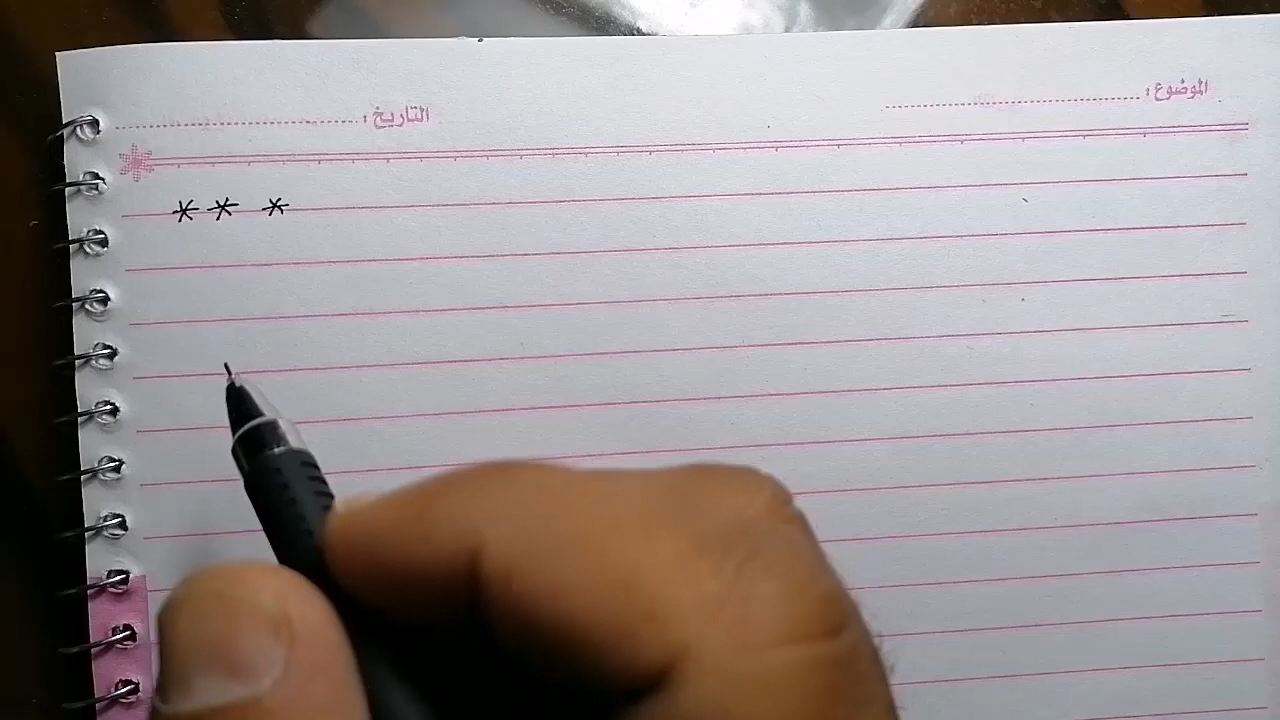 الموضوع : التاريخ :
** *